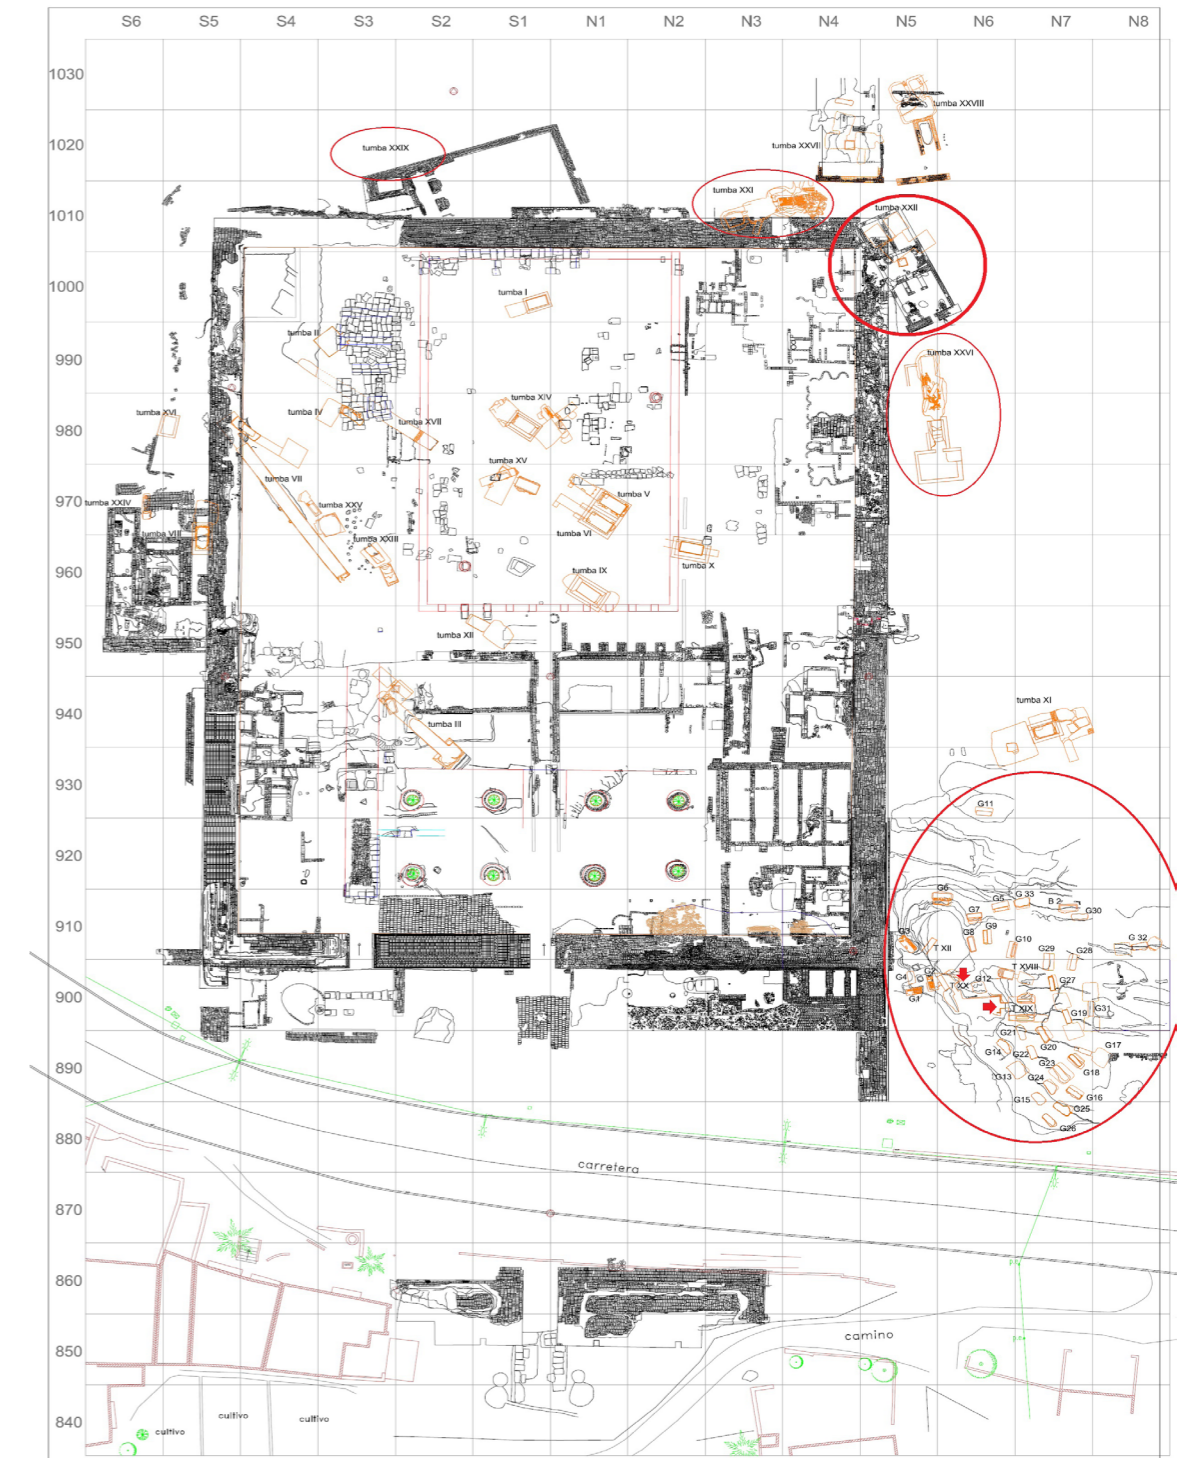 S6 S5 S4 S3 S2 S1 N1 N2 N3 N4 N5 N6 N7 N8
1030
tumba XXVIII
1020
tumba XXIX
tumba XXVII
tumba XXI
1010
tumba XXII
1000
tumba I
tumba II
990
tumba XXVI
tumba XIV
tumba XVI
tumba IV
tumba XVII
980
tumba XV
tumba VII
tumba V
970
tumba XXIV
tumba XXV
tumba VIII
tumba VI
tumba XXIII
tumba X
960
tumba IX
tumba XII
950
tumba XI
940
tumba III
930
G11
920
G6
G5
G 33
B 2
G30
G7
910
G3
G8
G9
G 32
T XII
G10
G29
G28
G4
G2
T XX
G12
T XVIII
G27
900
G1
T XIX
G19
G31
G21
G14
G22
G20
G17
890
G13
G24
G23
G18
G15
G16
G25
G26
880
carretera
870
860
850
camino
840
cultivo
cultivo
cultivo